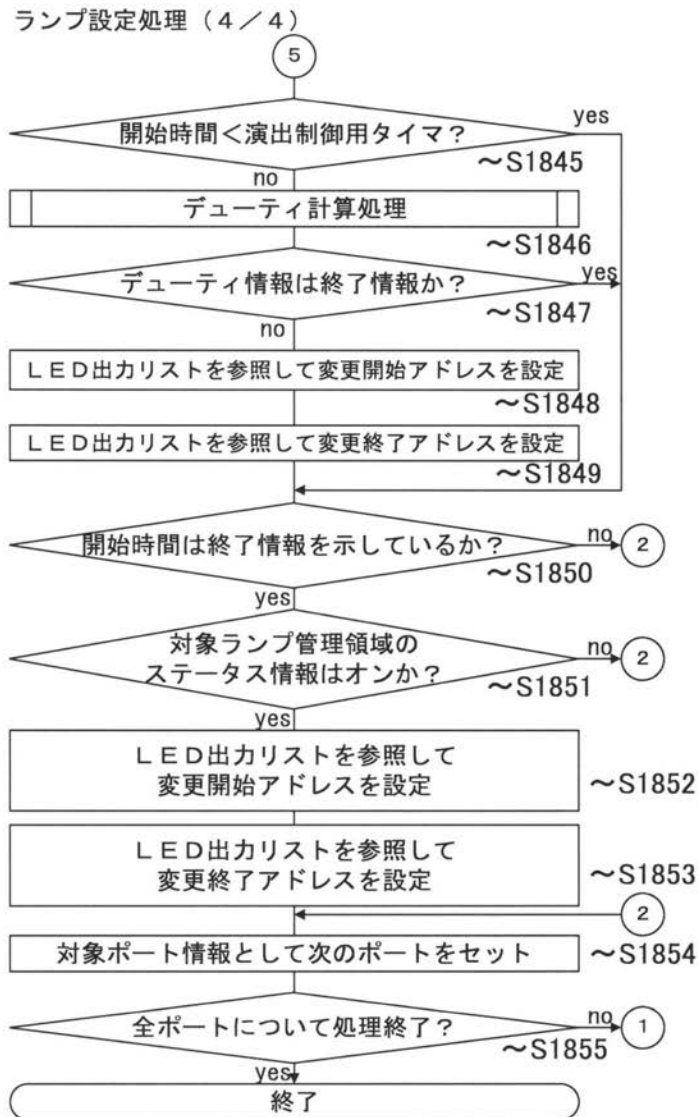 ランプ設定処理（４／４）
5
開始時間＜演出制御用タイマ？
yes
～S1845
no
デューティ計算処理
～S1846
デューティ情報は終了情報か？
yes
～S1847
no
ＬＥＤ出力リストを参照して変更開始アドレスを設定
～S1848
ＬＥＤ出力リストを参照して変更終了アドレスを設定
～S1849
開始時間は終了情報を示しているか？
no
2
～S1850
yes
対象ランプ管理領域の
ステータス情報はオンか？
no
2
～S1851
yes
ＬＥＤ出力リストを参照して
変更開始アドレスを設定
～S1852
ＬＥＤ出力リストを参照して
変更終了アドレスを設定
～S1853
2
対象ポート情報として次のポートをセット
～S1854
全ポートについて処理終了？
no
1
～S1855
yes
終了